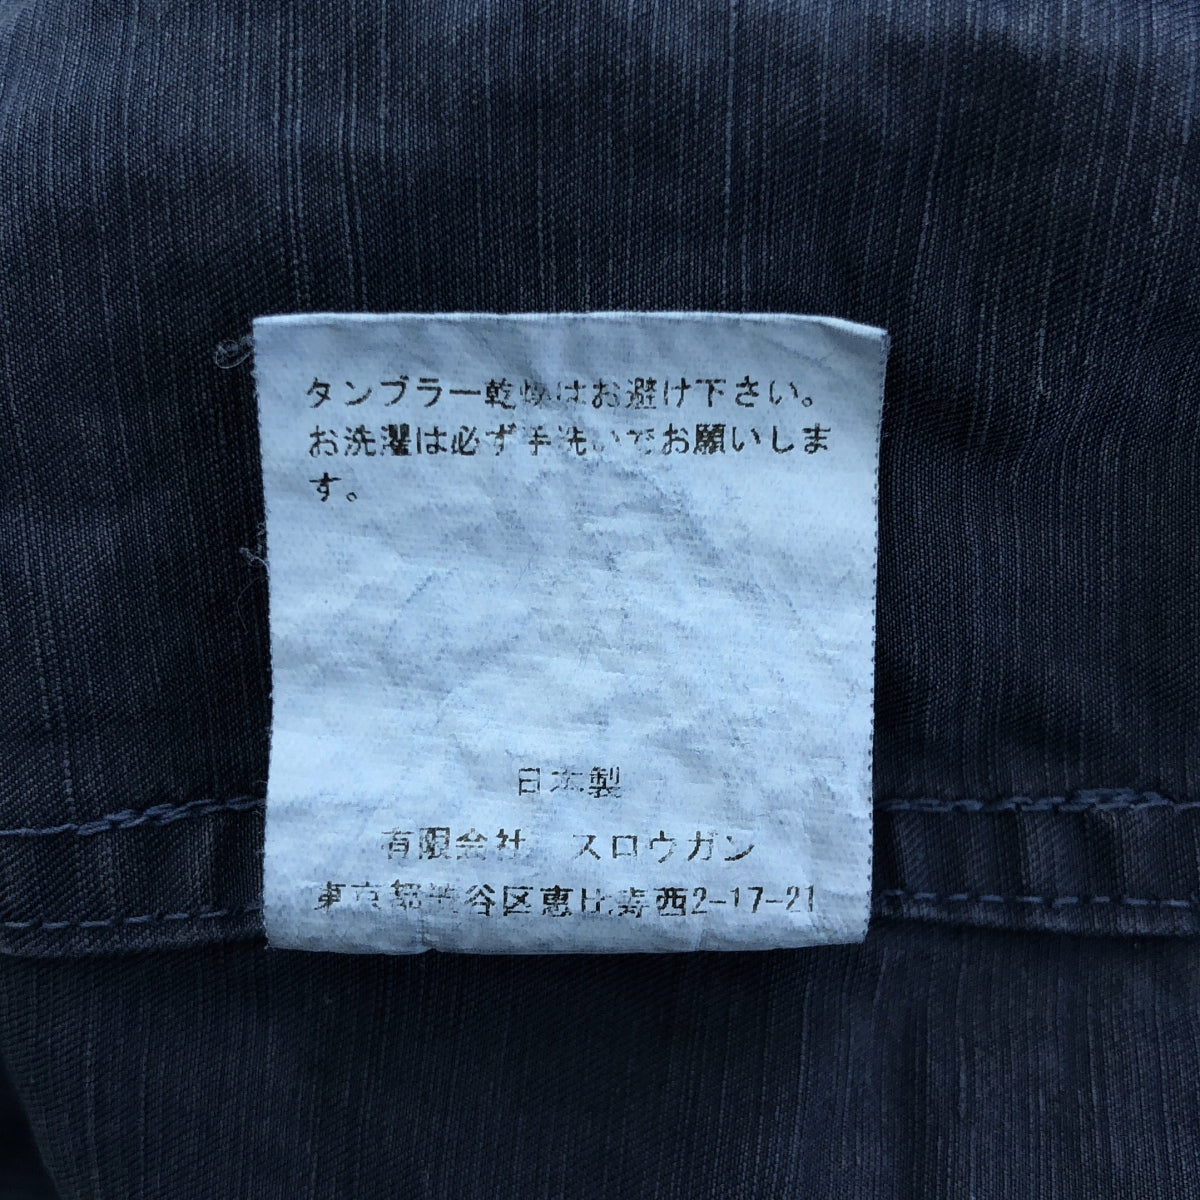 タンブラー乾燥はお避け下さい。
お洗濯は必ず手洗いでお願いしま
す。
日本製
有限会社 スロウガン
東京都渋谷区恵比寿西2-17-21